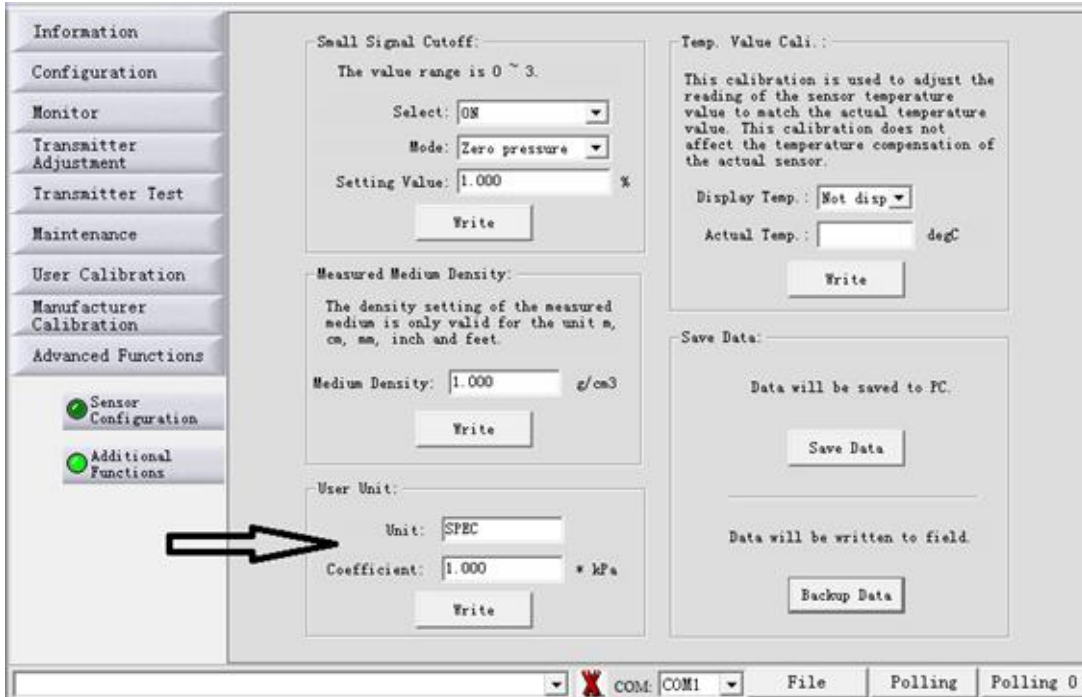 Information
Configuration
Monitor
Transmitter
Adjustment
Transmitter Test
Maintenance
User Calibration
Manufacturer
Calibration
Advanced Functions
Sensor
Configuration
Additional
Functions
Small Signal Cutoff:
The value range is 0 ~ 3.
Select: ON
Mode: Zero pressure
Setting Value: 1.000 %
Write
Measured Medium Density:
The density setting of the measured
medium is only valid for the unit m,
cm, mm, inch and feet.
Medium Density: 1.000 g/cm3
Write
User Unit:
Unit: SPEC
Coefficient: 1.000 * kPa
Write
Temp. Value Cali.:
This calibration is used to adjust the
reading of the sensor temperature
value to match the actual temperature
value. This calibration does not
affect the temperature compensation of
the actual sensor.
Display Temp.: Not disp
Actual Temp.: degC
Write
Save Data:
Data will be saved to PC.
Save Data
Data will be written to field.
Backup Data
COM: COM1
File
Polling
Polling 0